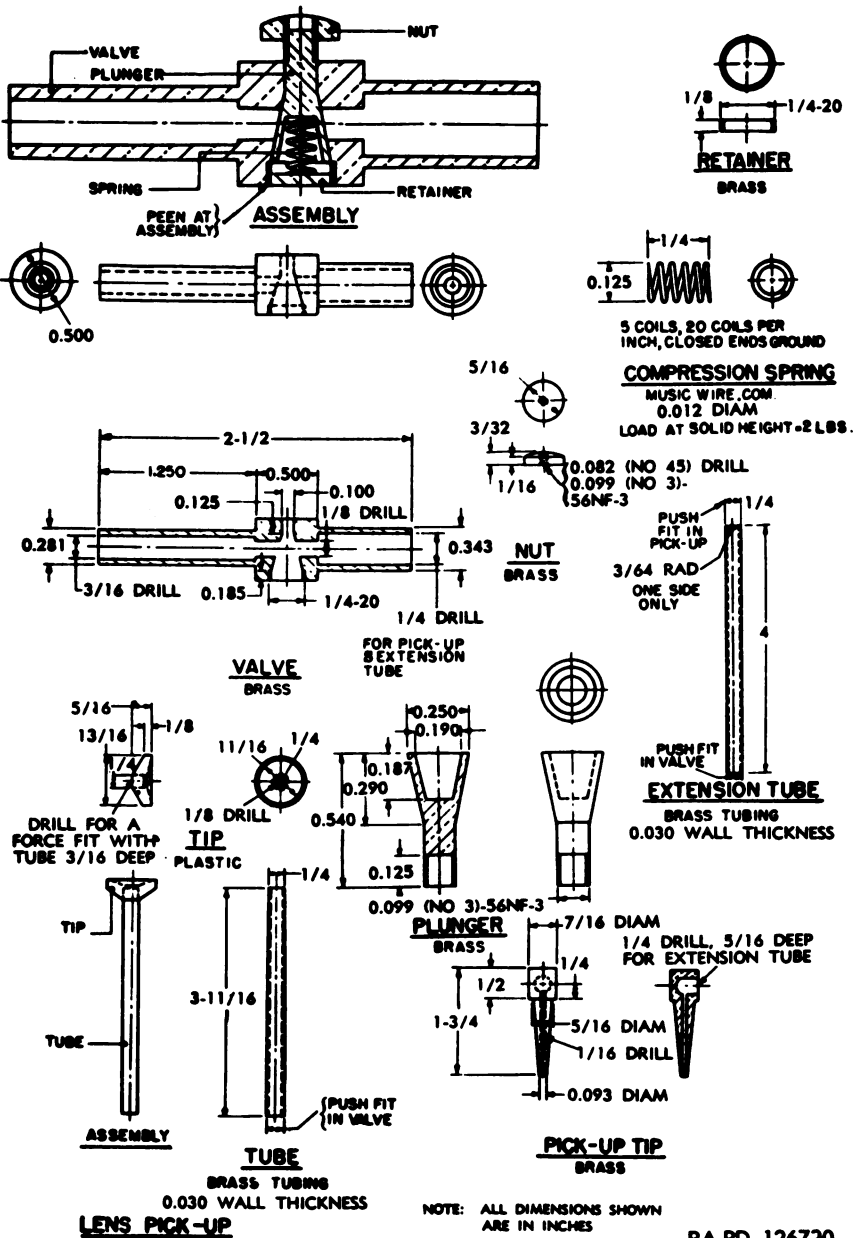 NUT
VALVE
PLUNGER
SPRING
RETAINER
PEEN AT
ASSEMBLY
ASSEMBLY
1/8
1/4-20
RETAINER
BRASS
0.500
1/4
0.125
5 COILS, 20 COILS PER
INCH, CLOSED ENDS GROUND
COMPRESSION SPRING
MUSIC WIRE, COM.
0.012 DIAM
LOAD AT SOLID HEIGHT=2 LBS.
5/16
3/32
1/16
0.082 (NO 45) DRILL
0.099 (NO 3)-
56NF-3
NUT
BRASS
2-1/2
1.250
0.500
0.125
0.100
1/8 DRILL
0.281
0.343
3/16 DRILL
0.185
1/4-20
1/4 DRILL
FOR PICK-UP
& EXTENSION
TUBE
VALVE
BRASS
1/4
PUSH
FIT IN
PICK-UP
3/64 RAD
ONE SIDE
ONLY
4
PUSH FIT
IN VALVE
EXTENSION TUBE
BRASS TUBING
0.030 WALL THICKNESS
5/16
13/16
1/8
1/4
DRILL FOR A
FORCE FIT WITH
TUBE 3/16 DEEP
11/16
1/4
1/8 DRILL
TIP
PLASTIC
0.250
0.190
0.187
0.290
0.540
0.125
0.099 (NO 3)-56NF-3
PLUNGER
BRASS
TIP
TUBE
ASSEMBLY
1/4
3-11/16
PUSH FIT
IN VALVE
TUBE
BRASS TUBING
0.030 WALL THICKNESS
7/16 DIAM
1/4 DRILL, 5/16 DEEP
FOR EXTENSION TUBE
1/4
1/2
1-3/4
5/16 DIAM
1/16 DRILL
0.093 DIAM
PICK-UP TIP
BRASS
LENS PICK-UP
NOTE: ALL DIMENSIONS SHOWN
ARE IN INCHES
RA PD 126720